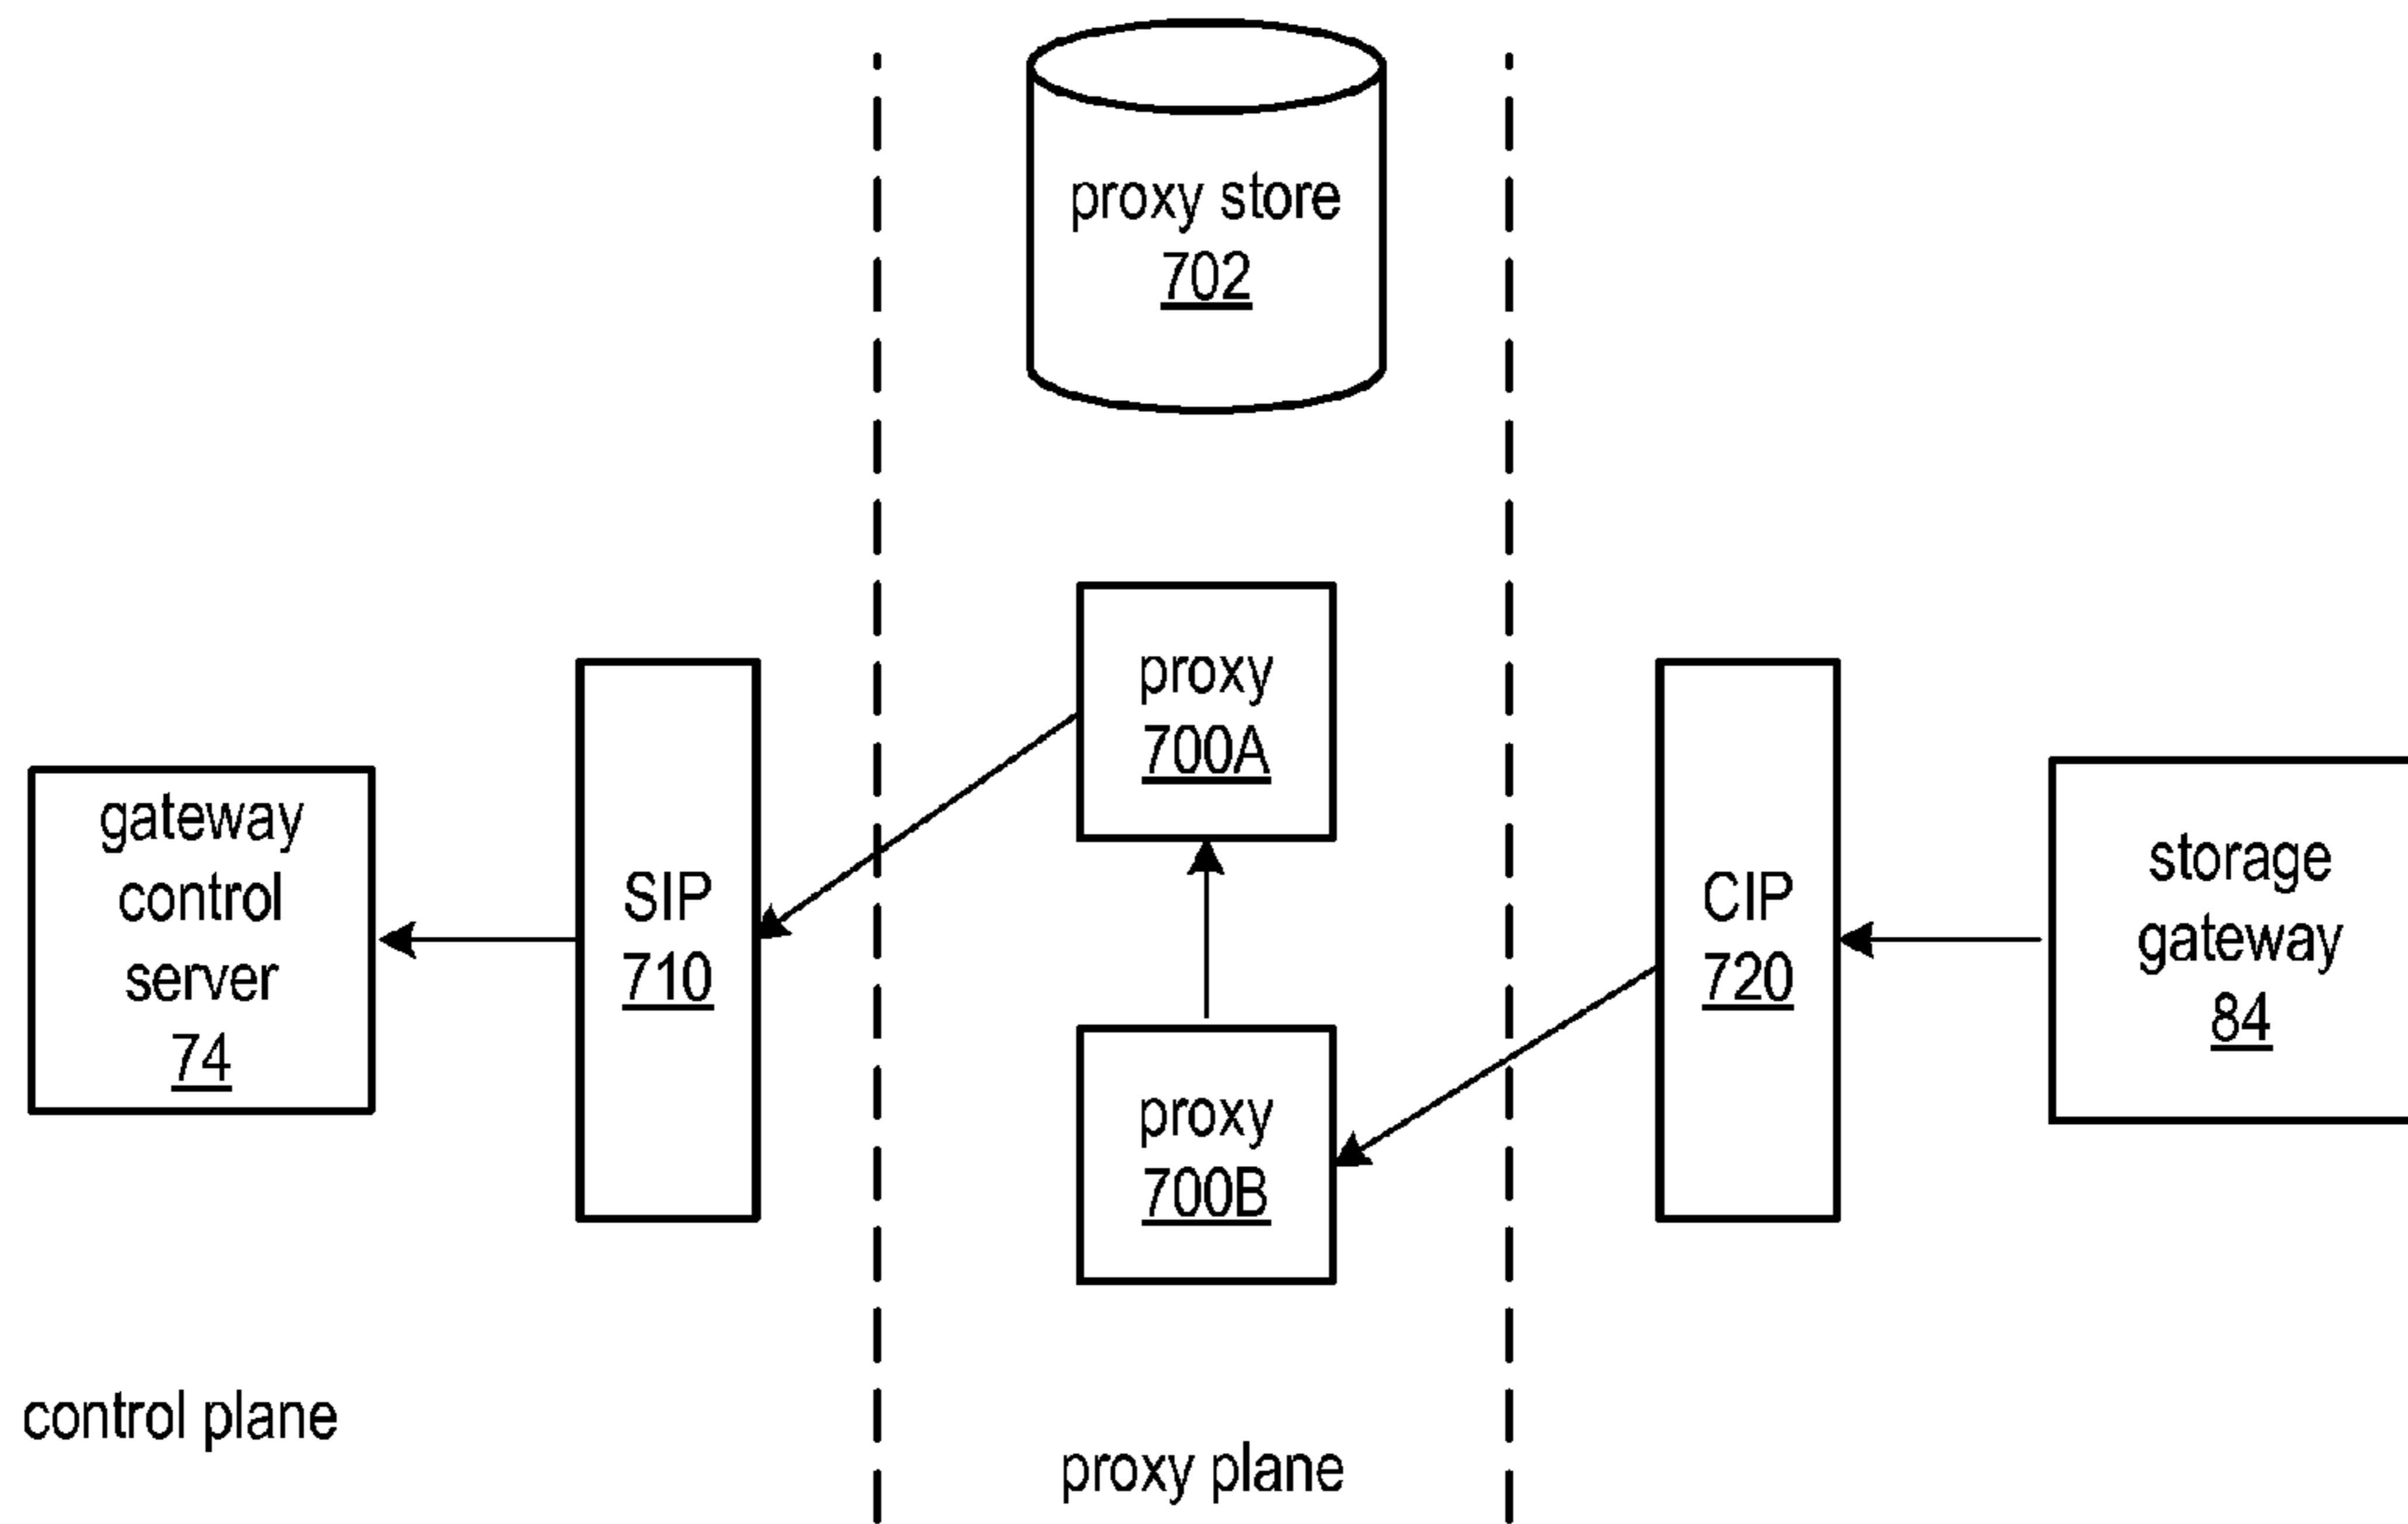 proxy store
702
proxy
700A
gateway
control
server
74
SIP
710
CIP
720
storage
gateway
84
proxy
700B
control plane
proxy plane